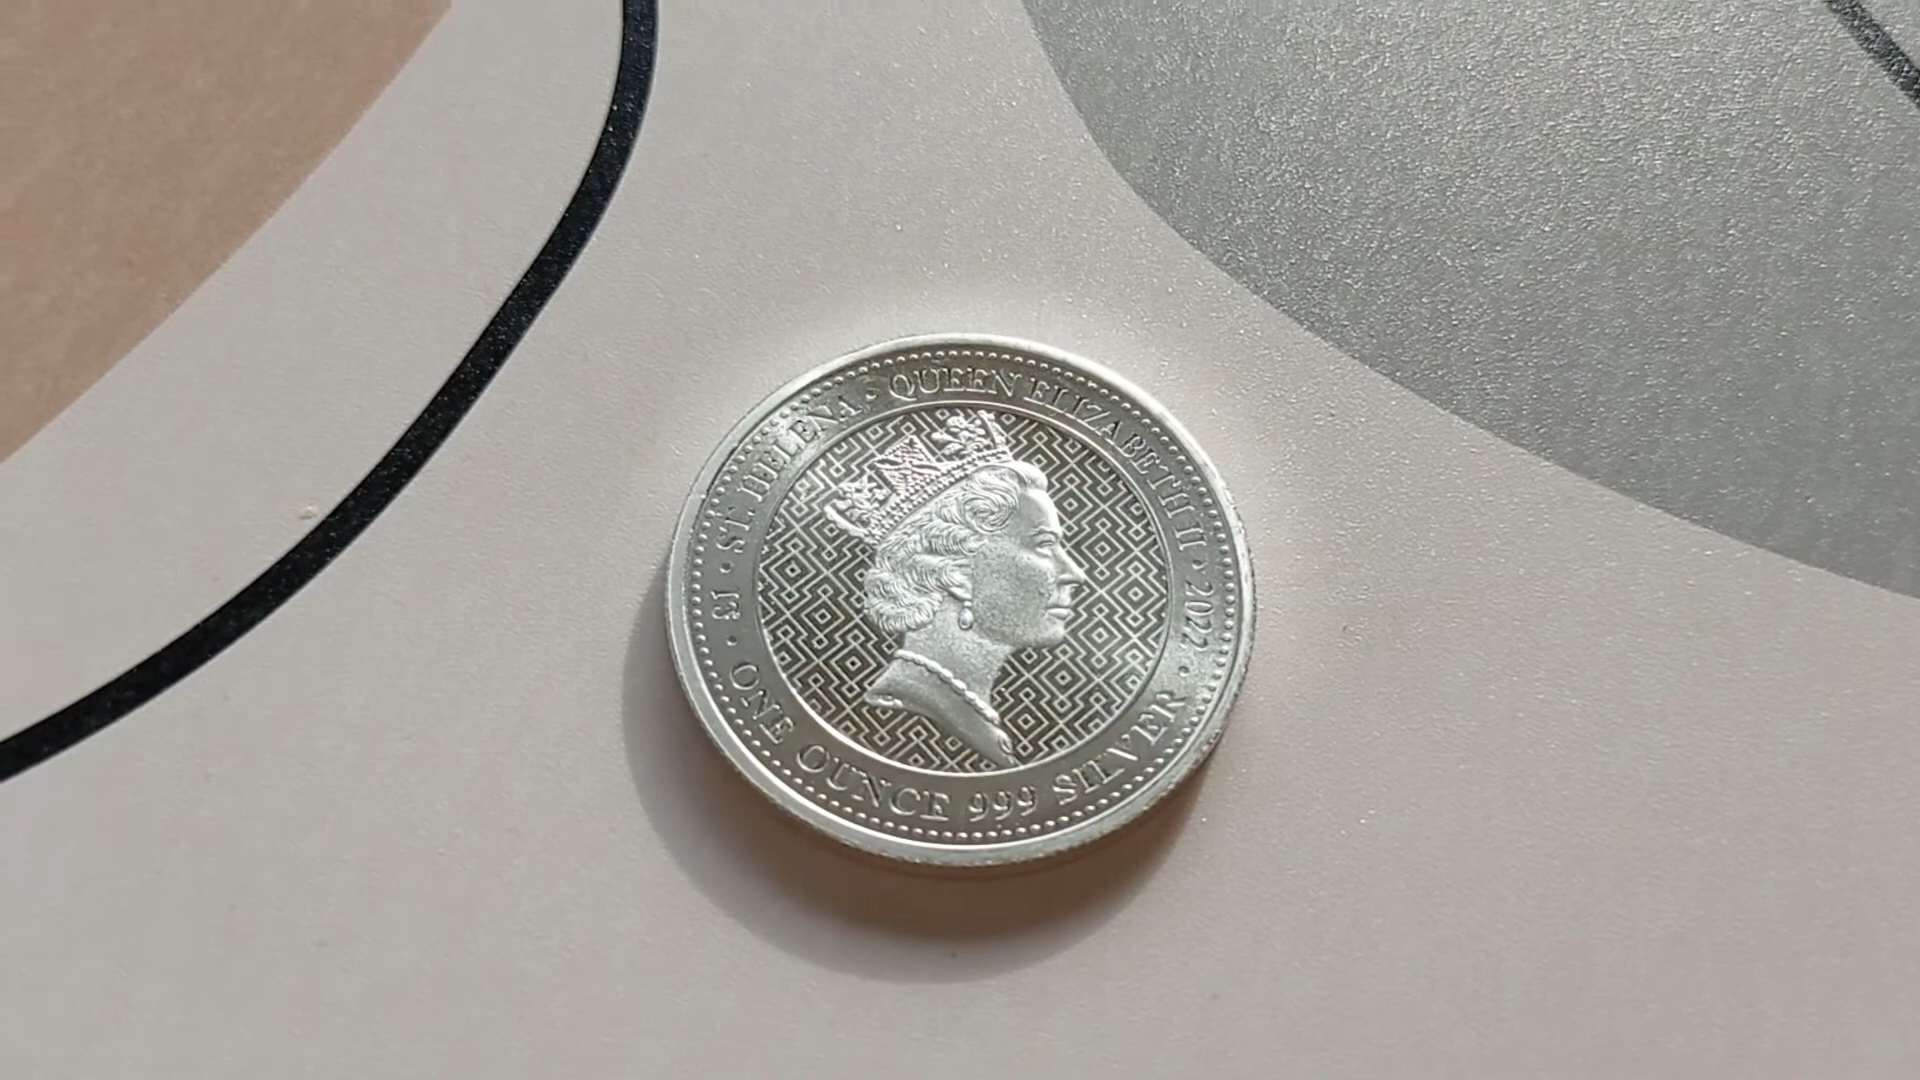 £1 · ST. HELENA · QUEEN ELIZABETH II · 2022 ·
ONE OUNCE 999 SILVER